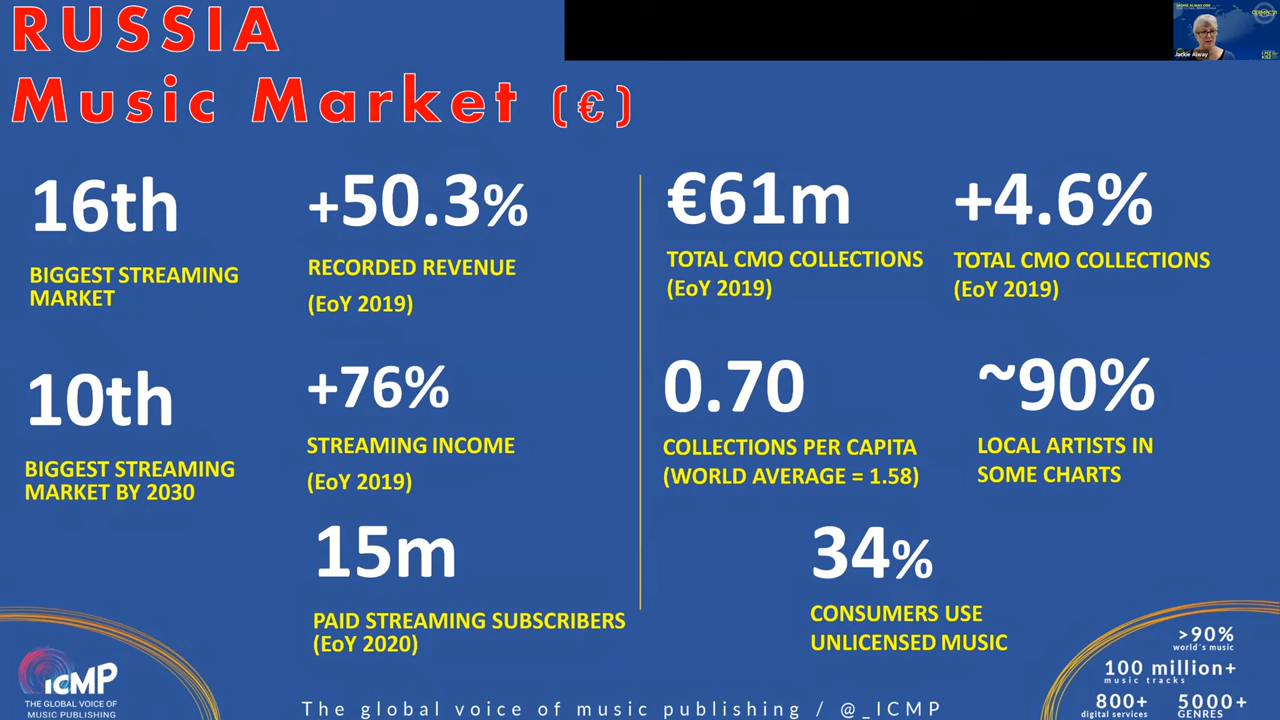 RUSSIA
Music Market (€)
Jackie Alway
16th
BIGGEST STREAMING
MARKET
+50.3%
RECORDED REVENUE
(EoY 2019)
€61m
TOTAL CMO COLLECTIONS
(EoY 2019)
+4.6%
TOTAL CMO COLLECTIONS
(EoY 2019)
10th
BIGGEST STREAMING
MARKET BY 2030
+76%
STREAMING INCOME
(EoY 2019)
0.70
COLLECTIONS PER CAPITA
(WORLD AVERAGE = 1.58)
~90%
LOCAL ARTISTS IN
SOME CHARTS
15m
PAID STREAMING SUBSCRIBERS
(EoY 2020)
34%
CONSUMERS USE
UNLICENSED MUSIC
icMP
THE GLOBAL VOICE OF
MUSIC PUBLISHING
The global voice of music publishing / @_ICMP
>90%
world's music
100 million+
music tracks
800+
digital services
5000+
GENRES